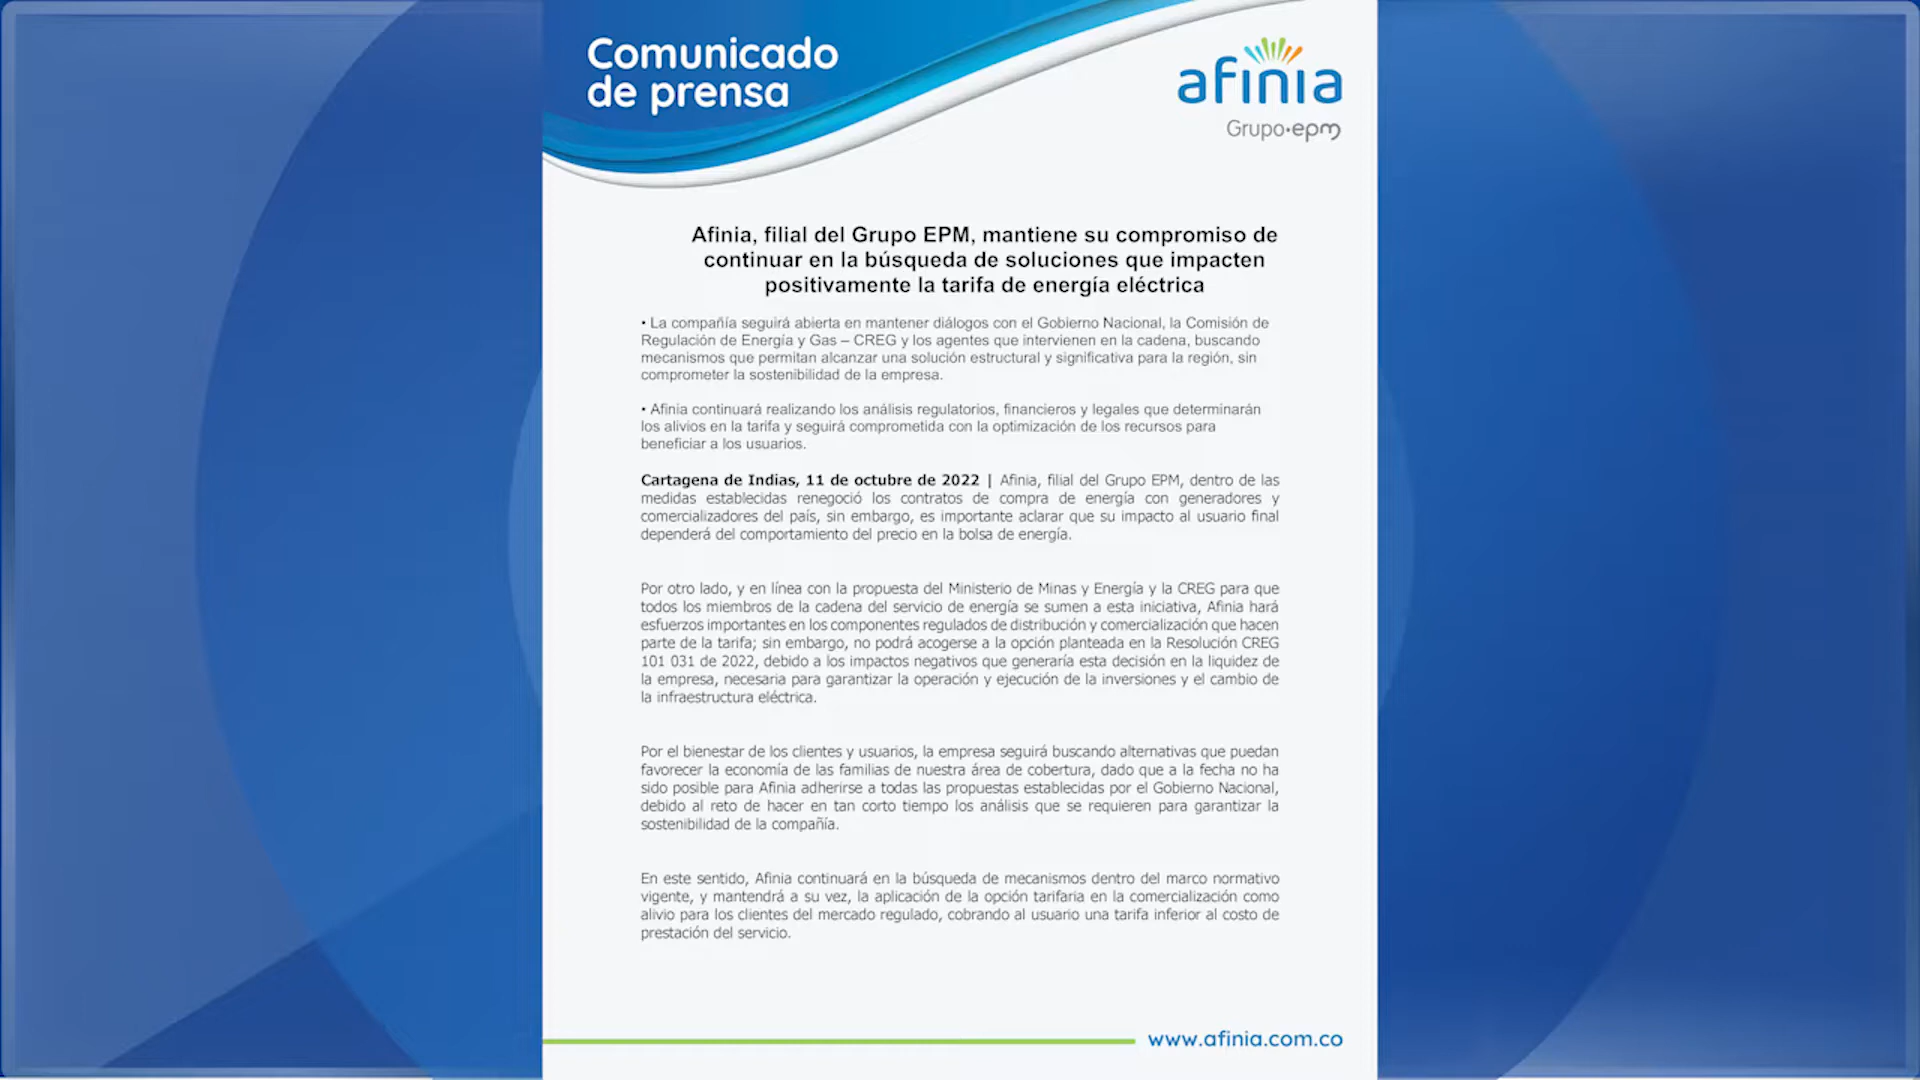 Comunicado
de prensa
afinia
Grupo·epm
Afinia, filial del Grupo EPM, mantiene su compromiso de
continuar en la búsqueda de soluciones que impacten
positivamente la tarifa de energía eléctrica
• La compañía seguirá abierta en mantener diálogos con el Gobierno Nacional, la Comisión de
Regulación de Energía y Gas – CREG y los agentes que intervienen en la cadena, buscando
mecanismos que permitan alcanzar una solución estructural y significativa para la región, sin
comprometer la sostenibilidad de la empresa.
• Afinia continuará realizando los análisis regulatorios, financieros y legales que determinarán
los alivios en la tarifa y seguirá comprometida con la optimización de los recursos para
beneficiar a los usuarios.
Cartagena de Indias, 11 de octubre de 2022 | Afinia, filial del Grupo EPM, dentro de las
medidas establecidas renegoció los contratos de compra de energía con generadores y
comercializadores del país, sin embargo, es importante aclarar que su impacto al usuario final
dependerá del comportamiento del precio en la bolsa de energía.
Por otro lado, y en línea con la propuesta del Ministerio de Minas y Energía y la CREG para que
todos los miembros de la cadena del servicio de energía se sumen a esta iniciativa, Afinia hará
esfuerzos importantes en los componentes regulados de distribución y comercialización que hacen
parte de la tarifa; sin embargo, no podrá acogerse a la opción planteada en la Resolución CREG
101 031 de 2022, debido a los impactos negativos que generaría esta decisión en la liquidez de
la empresa, necesaria para garantizar la operación y ejecución de la inversiones y el cambio de
la infraestructura eléctrica.
Por el bienestar de los clientes y usuarios, la empresa seguirá buscando alternativas que puedan
favorecer la economía de las familias de nuestra área de cobertura, dado que a la fecha no ha
sido posible para Afinia adherirse a todas las propuestas establecidas por el Gobierno Nacional,
debido al reto de hacer en tan corto tiempo los análisis que se requieren para garantizar la
sostenibilidad de la compañía.
En este sentido, Afinia continuará en la búsqueda de mecanismos dentro del marco normativo
vigente, y mantendrá a su vez, la aplicación de la opción tarifaria en la comercialización como
alivio para los clientes del mercado regulado, cobrando al usuario una tarifa inferior al costo de
prestación del servicio.
www.afinia.com.co